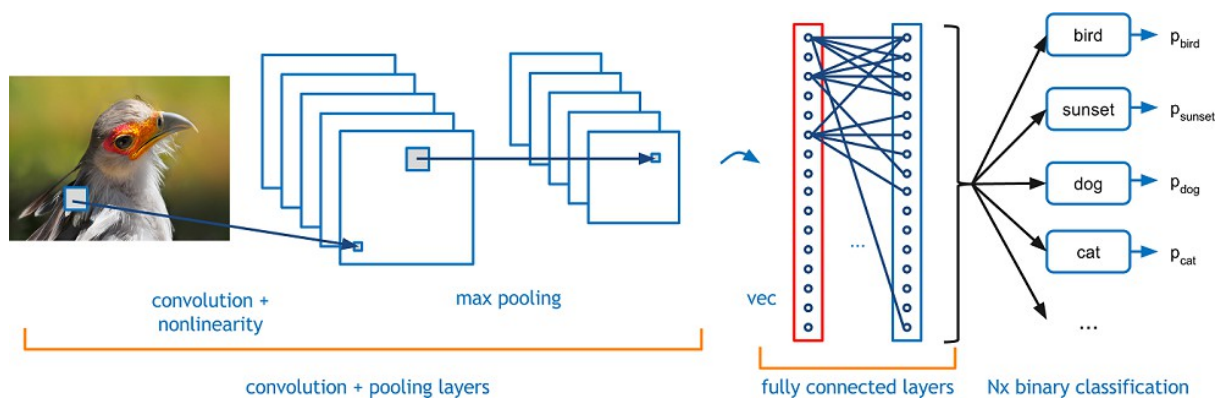 bird
p_bird
sunset
p_sunset
dog
p_dog
cat
p_cat
...
...
convolution +
nonlinearity
max pooling
vec
convolution + pooling layers
fully connected layers
Nx binary classification